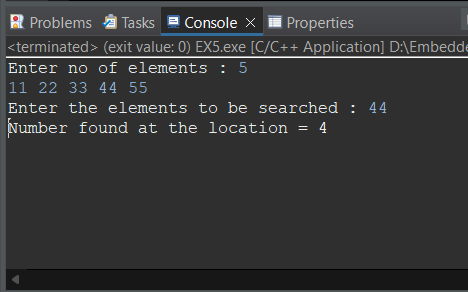 Problems Tasks Console Properties
<terminated> (exit value: 0) EX5.exe [C/C++ Application] D:\Embedde
Enter no of elements : 5
11 22 33 44 55
Enter the elements to be searched : 44
Number found at the location = 4